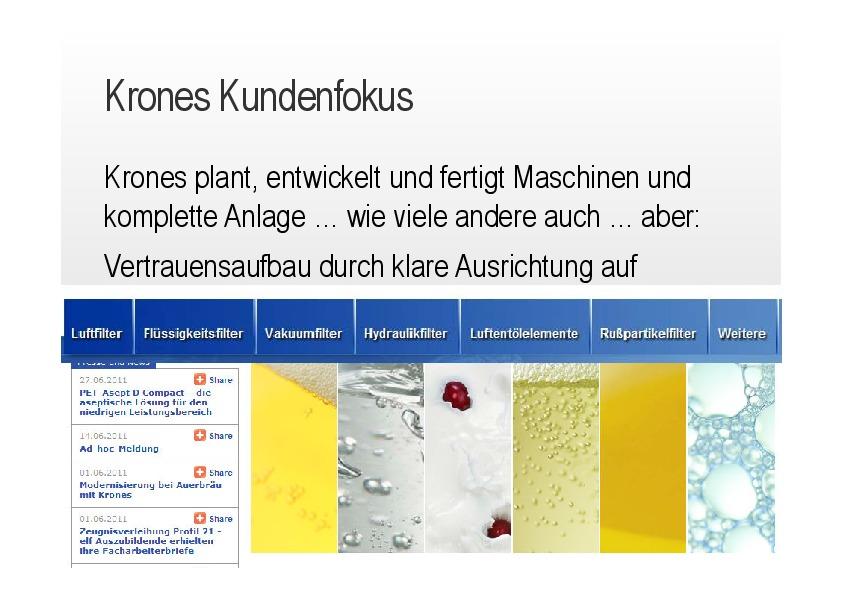 Krones Kundenfokus
Krones plant, entwickelt und fertigt Maschinen und
komplette Anlage … wie viele andere auch … aber:
Vertrauensaufbau durch klare Ausrichtung auf
Luftfilter Flüssigkeitsfilter Vakuumfilter Hydraulikfilter Luftentölelemente Rußpartikelfilter Weitere
Presse und News
27.06.2011 Share
PET-Asept D Compact – die
aseptische Lösung für den
niedrigen Leistungsbereich
14.06.2011 Share
Ad-hoc-Meldung
01.06.2011 Share
Modernisierung bei Auerbräu
mit Krones
01.06.2011 Share
Zeugnisverleihung Profil 21 -
elf Auszubildende erhielten
ihre Facharbeiterbriefe